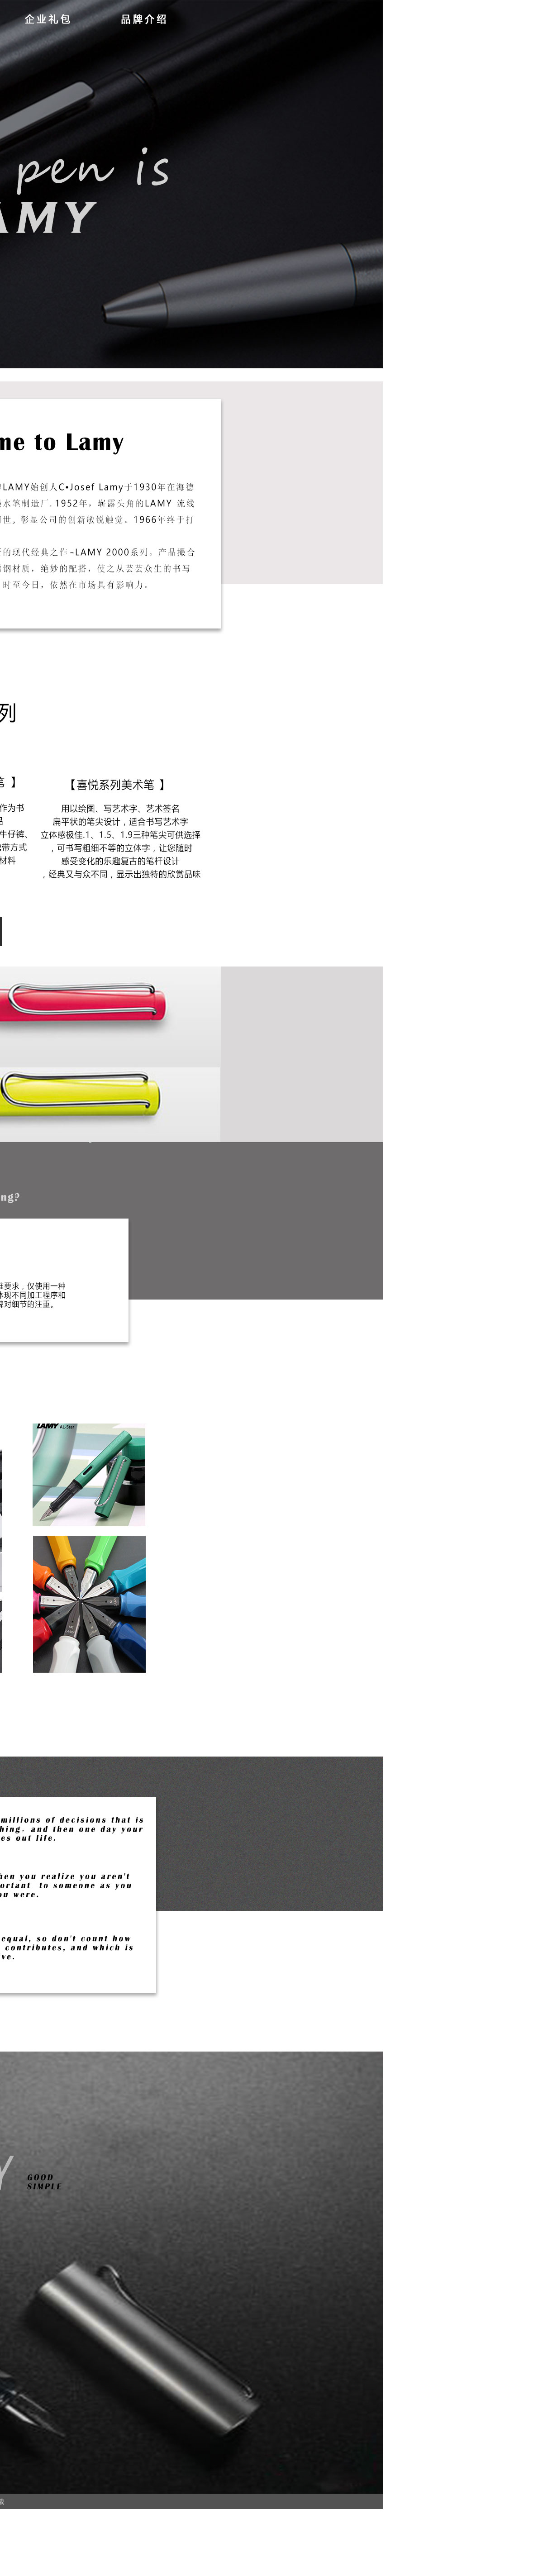 企业礼包 品牌介绍
pen is
AMY
me to Lamy
LAMY始创人C•Josef Lamy于1930年在海德
水笔制造厂。1952年，崭露头角的LAMY 流线
世，彰显公司的创新敏锐触觉。1966年终于打
的现代经典之作~LAMY 2000系列。产品撮合
钢材质，绝妙的配搭，使之从芸芸众生的书写
时至今日，依然在市场具有影响力。
列
笔 】
作为书
品
牛仔裤、
带方式
材料
【喜悦系列美术笔 】
用以绘图、写艺术字、艺术签名
扁平状的笔尖设计，适合书写艺术字
立体感极佳.1、1.5、1.9三种笔尖可供选择
，可书写粗细不等的立体字，让您随时
感受变化的乐趣复古的笔杆设计
，经典又与众不同，显示出独特的欣赏品味
ng?
要求，仅使用一种
体现不同加工程序和
对细节的注重。
LAMY AL-Star
millions of decisions that is
hing. and then one day your
es out life.
hen you realize you aren't
portant to someone as you
ou were.
equal, so don't count how
contributes, and which is
ve.
Y
GOOD
SIMPLE